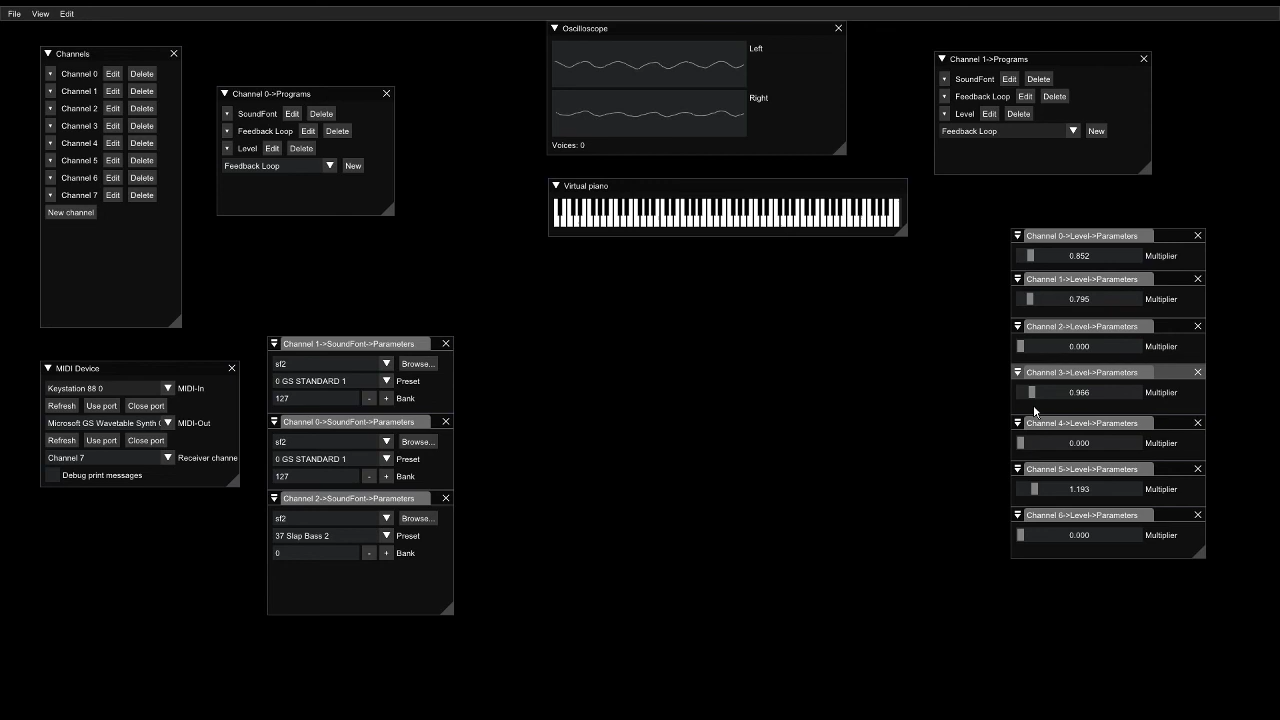 File View Edit
Channels
Channel 0 Edit Delete
Channel 1 Edit Delete
Channel 2 Edit Delete
Channel 3 Edit Delete
Channel 4 Edit Delete
Channel 5 Edit Delete
Channel 6 Edit Delete
Channel 7 Edit Delete
New channel
Channel 0->Programs
SoundFont Edit Delete
Feedback Loop Edit Delete
Level Edit Delete
Feedback Loop New
Oscilloscope
Left
Right
Voices: 0
Virtual piano
Channel 1->Programs
SoundFont Edit Delete
Feedback Loop Edit Delete
Level Edit Delete
Feedback Loop New
MIDI Device
Keystation 88 0 MIDI-In
Refresh Use port Close port
Microsoft GS Wavetable Synth MIDI-Out
Refresh Use port Close port
Channel 7 Receiver channe
Debug print messages
Channel 1->SoundFont->Parameters
sf2 Browse...
0 GS STANDARD 1 Preset
127 - + Bank
Channel 0->SoundFont->Parameters
sf2 Browse...
0 GS STANDARD 1 Preset
127 - + Bank
Channel 2->SoundFont->Parameters
sf2 Browse...
37 Slap Bass 2 Preset
0 - + Bank
Channel 0->Level->Parameters
0.852 Multiplier
Channel 1->Level->Parameters
0.795 Multiplier
Channel 2->Level->Parameters
0.000 Multiplier
Channel 3->Level->Parameters
0.966 Multiplier
Channel 4->Level->Parameters
0.000 Multiplier
Channel 5->Level->Parameters
1.193 Multiplier
Channel 6->Level->Parameters
0.000 Multiplier